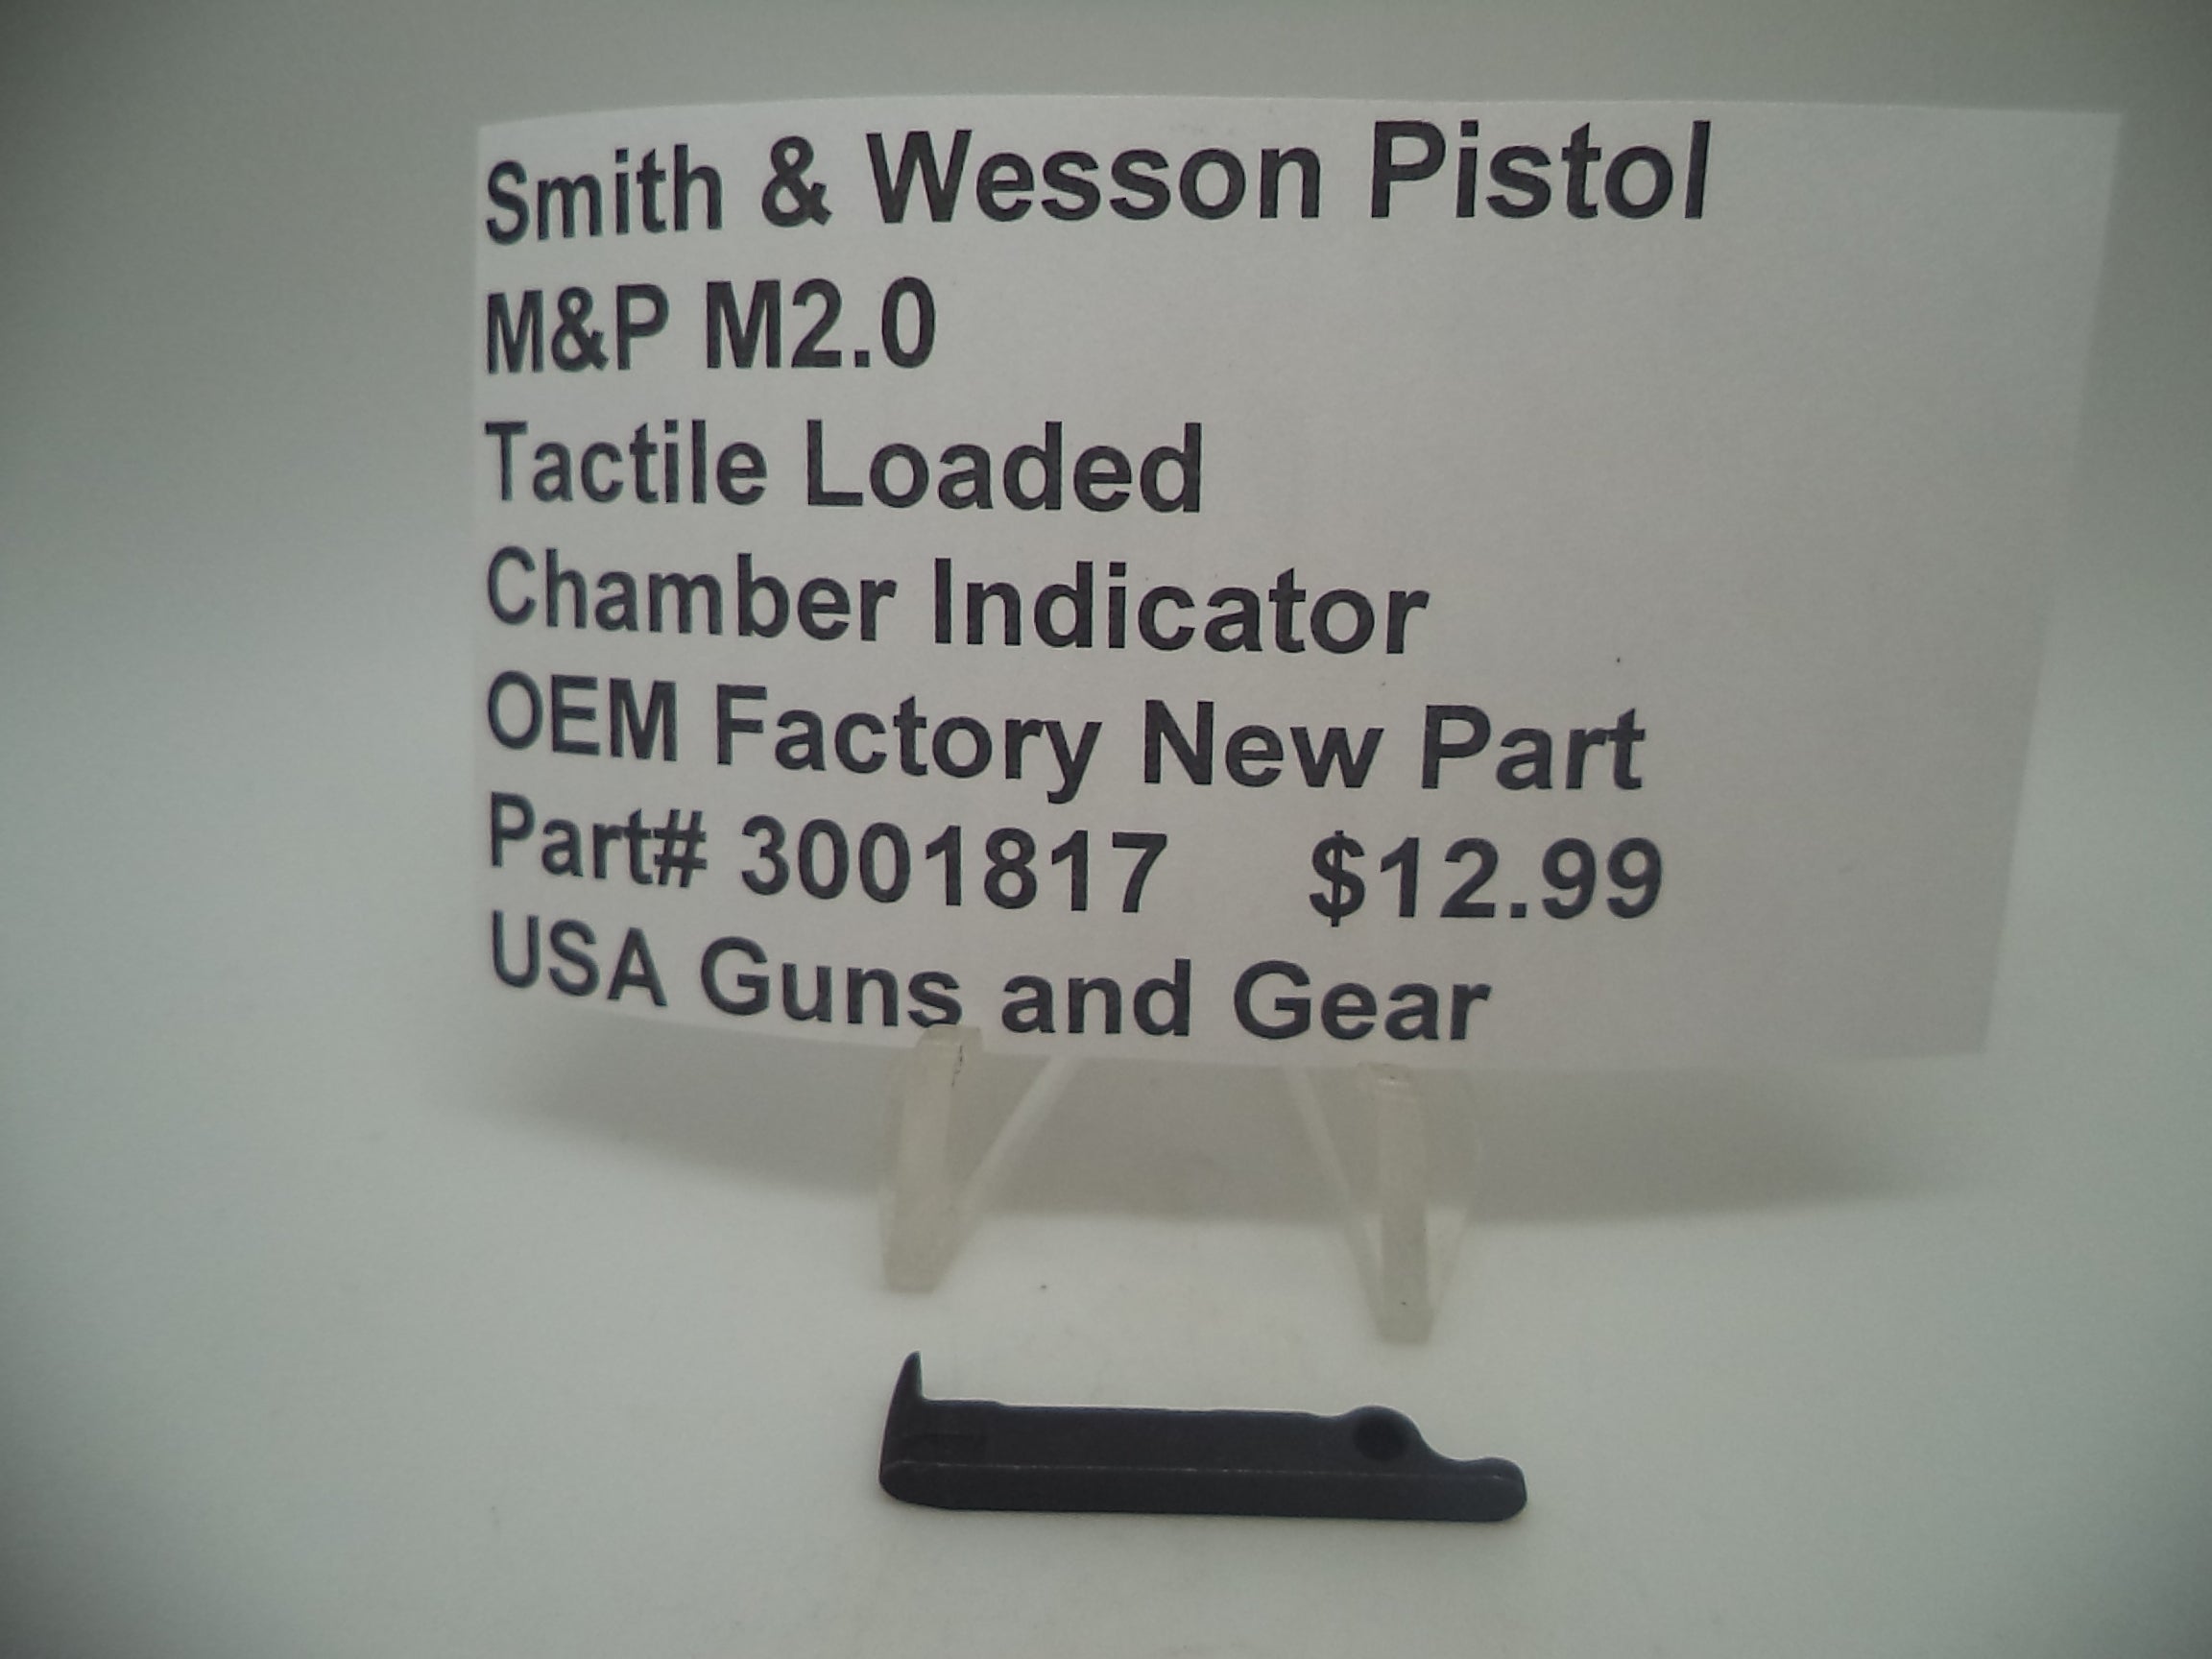 Smith & Wesson Pistol
M&P M2.0
Tactile Loaded
Chamber Indicator
OEM Factory New Part
Part# 3001817 $12.99
USA Guns and Gear